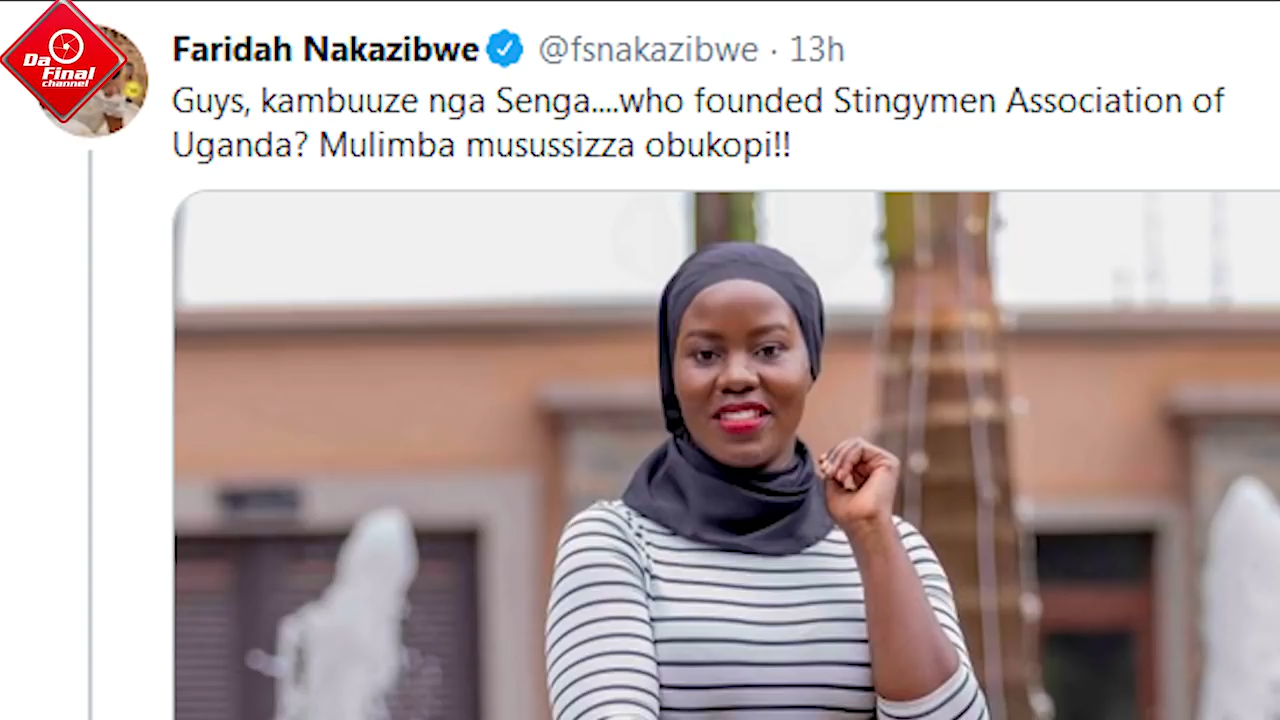 Da
Final
channel
Faridah Nakazibwe @fsnakazibwe · 13h
Guys, kambuuze nga Senga....who founded Stingymen Association of
Uganda? Mulimba musussizza obukopi!!